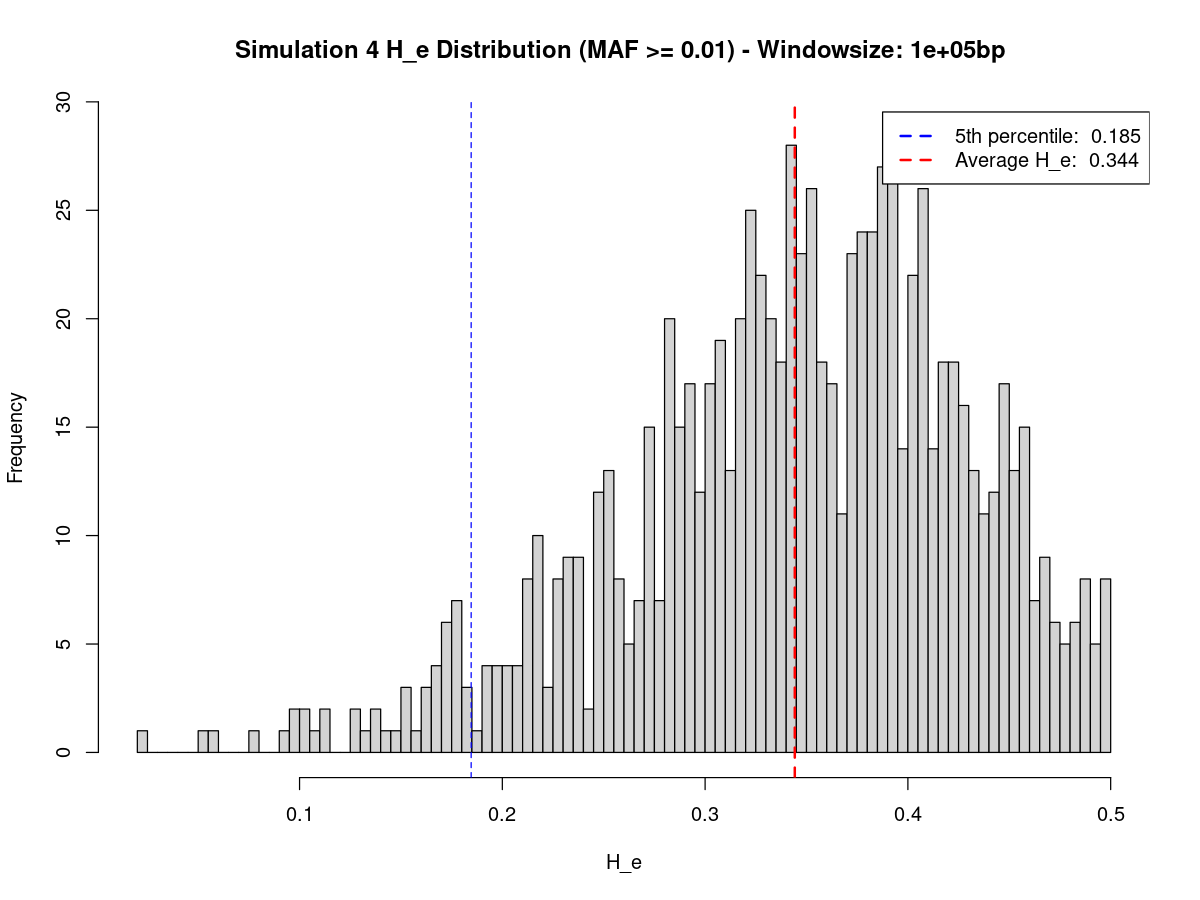 Simulation 4 H_e Distribution (MAF >= 0.01) - Windowsize: 1e+05bp
30
25
20
15
10
5
0
Frequency
5th percentile: 0.185
Average H_e: 0.344
0.1 0.2 0.3 0.4 0.5
H_e